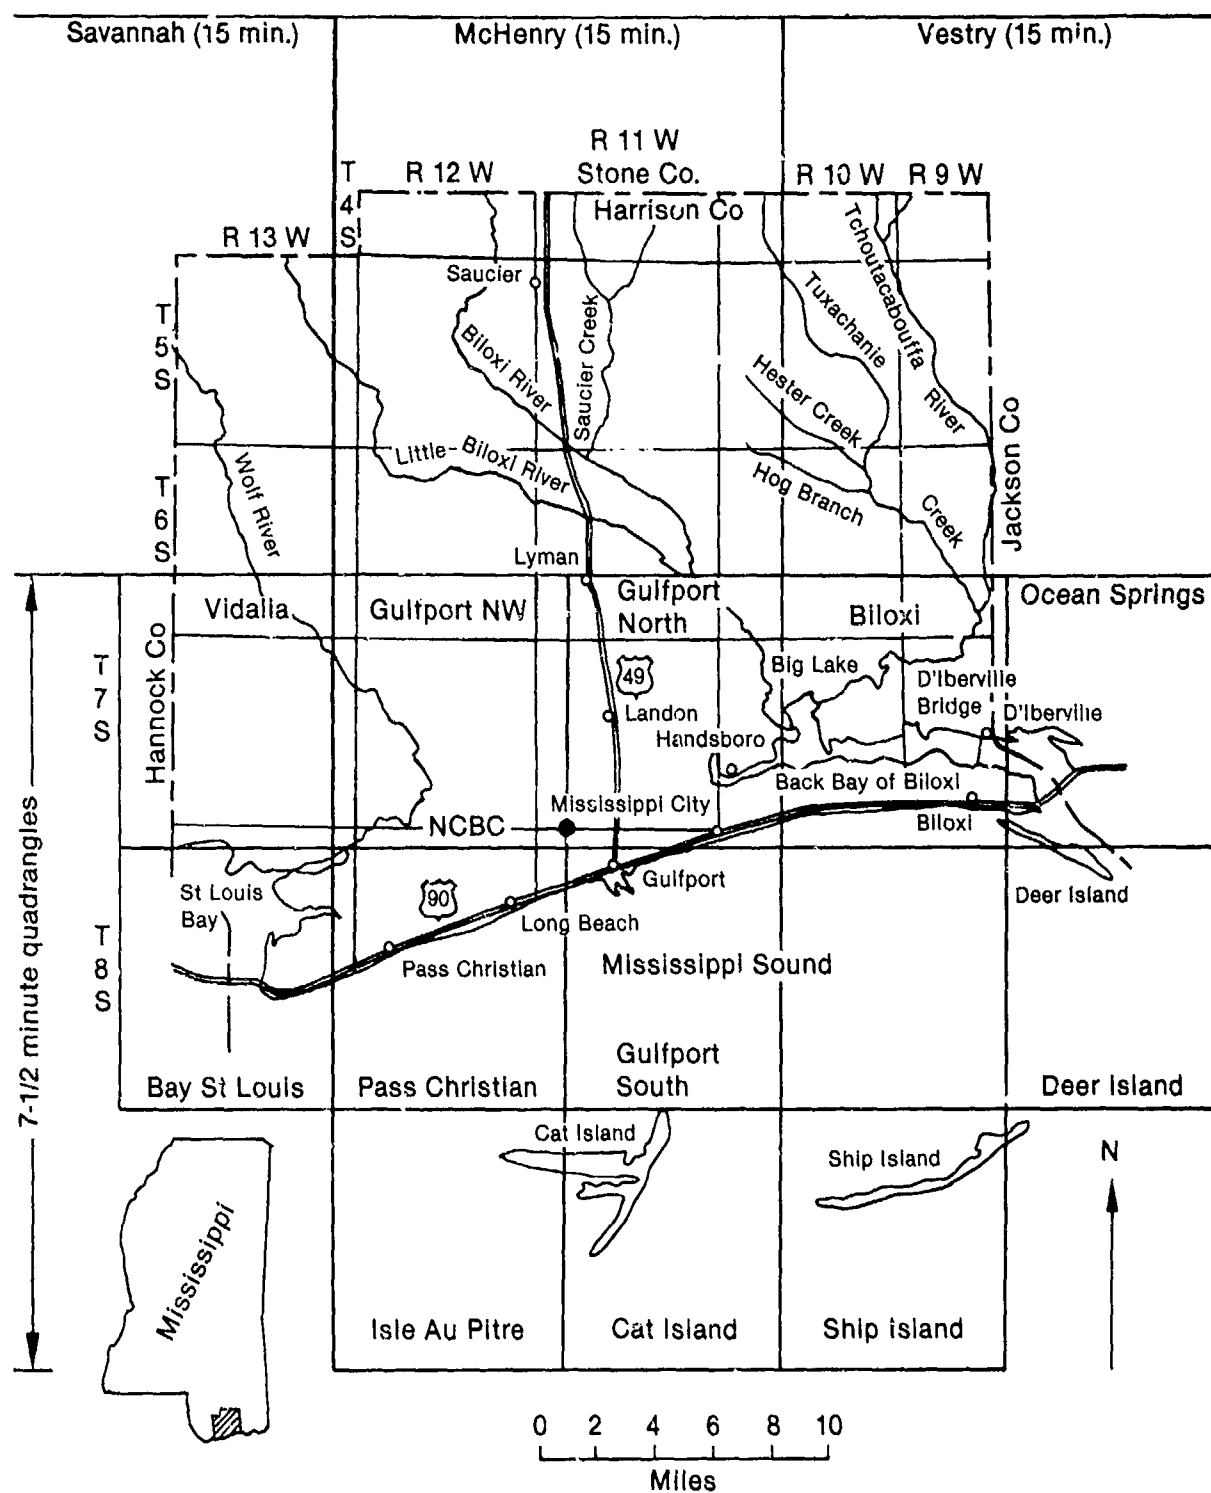 Savannah (15 min.)
McHenry (15 min.)
Vestry (15 min.)
R 11 W
Stone Co.
R 12 W
R 10 W
R 9 W
T
4
S
Harrison Co
R 13 W
Saucier
Tchoutacabouffa
River
Tuxachanie
Creek
T
5
S
Biloxi River
Saucier Creek
Hester Creek
Jackson Co
Little Biloxi River
Wolf River
Hog Branch
T
6
S
Lyman
Vidalia
Gulfport NW
Gulfport
North
Biloxi
Ocean Springs
Hannock Co
T
7
S
49
Big Lake
D'Iberville
Bridge
D'Iberville
Landon
Handsboro
Back Bay of Biloxi
Mississippi City
NCBC
Biloxi
Gulfport
St Louis
Bay
90
Deer Island
Long Beach
T
8
S
Pass Christian
Mississippi Sound
7-1/2 minute quadrangles
Gulfport
South
Bay St Louis
Pass Christian
Deer Island
Cat Island
Ship Island
N
Mississippi
Isle Au Pitre
Cat Island
Ship Island
0 2 4 6 8 10
Miles